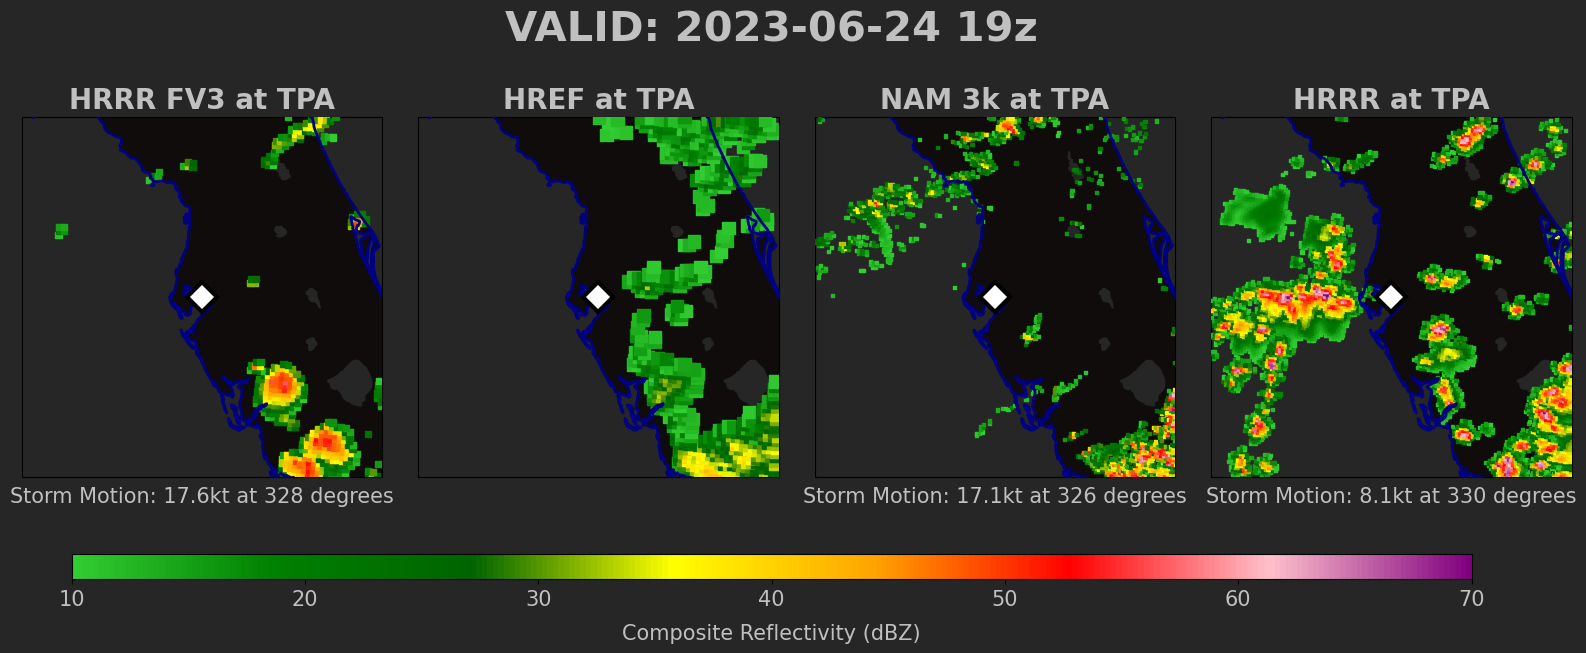 VALID: 2023-06-24 19z
HRRR FV3 at TPA
HREF at TPA
NAM 3k at TPA
HRRR at TPA
Storm Motion: 17.6kt at 328 degrees
Storm Motion: 17.1kt at 326 degrees
Storm Motion: 8.1kt at 330 degrees
10 20 30 40 50 60 70
Composite Reflectivity (dBZ)